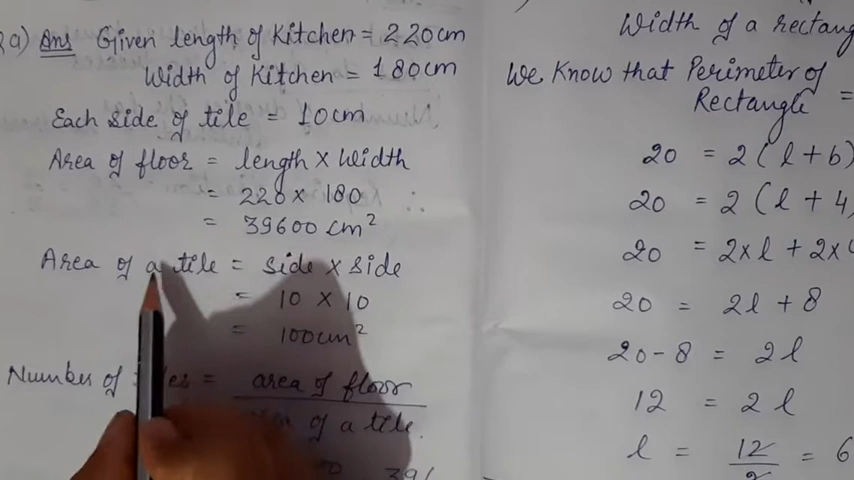 a) Ans Given length of Kitchen = 220cm
Width of Kitchen = 180cm
Each side of tile = 10cm
Area of floor = length x width
= 220 x 180
= 39600 cm²
Area of a tile = side x side
= 10 x 10
= 100cm²
Number of = area of floor
of a tile.
Width of a rectang
We Know that Perimeter of
Rectangle =
20 = 2(l+b)
20 = 2(l+4
20 = 2xl + 2x
20 = 2l + 8
20-8 = 2l
12 = 2l
l = 12/2 = 6